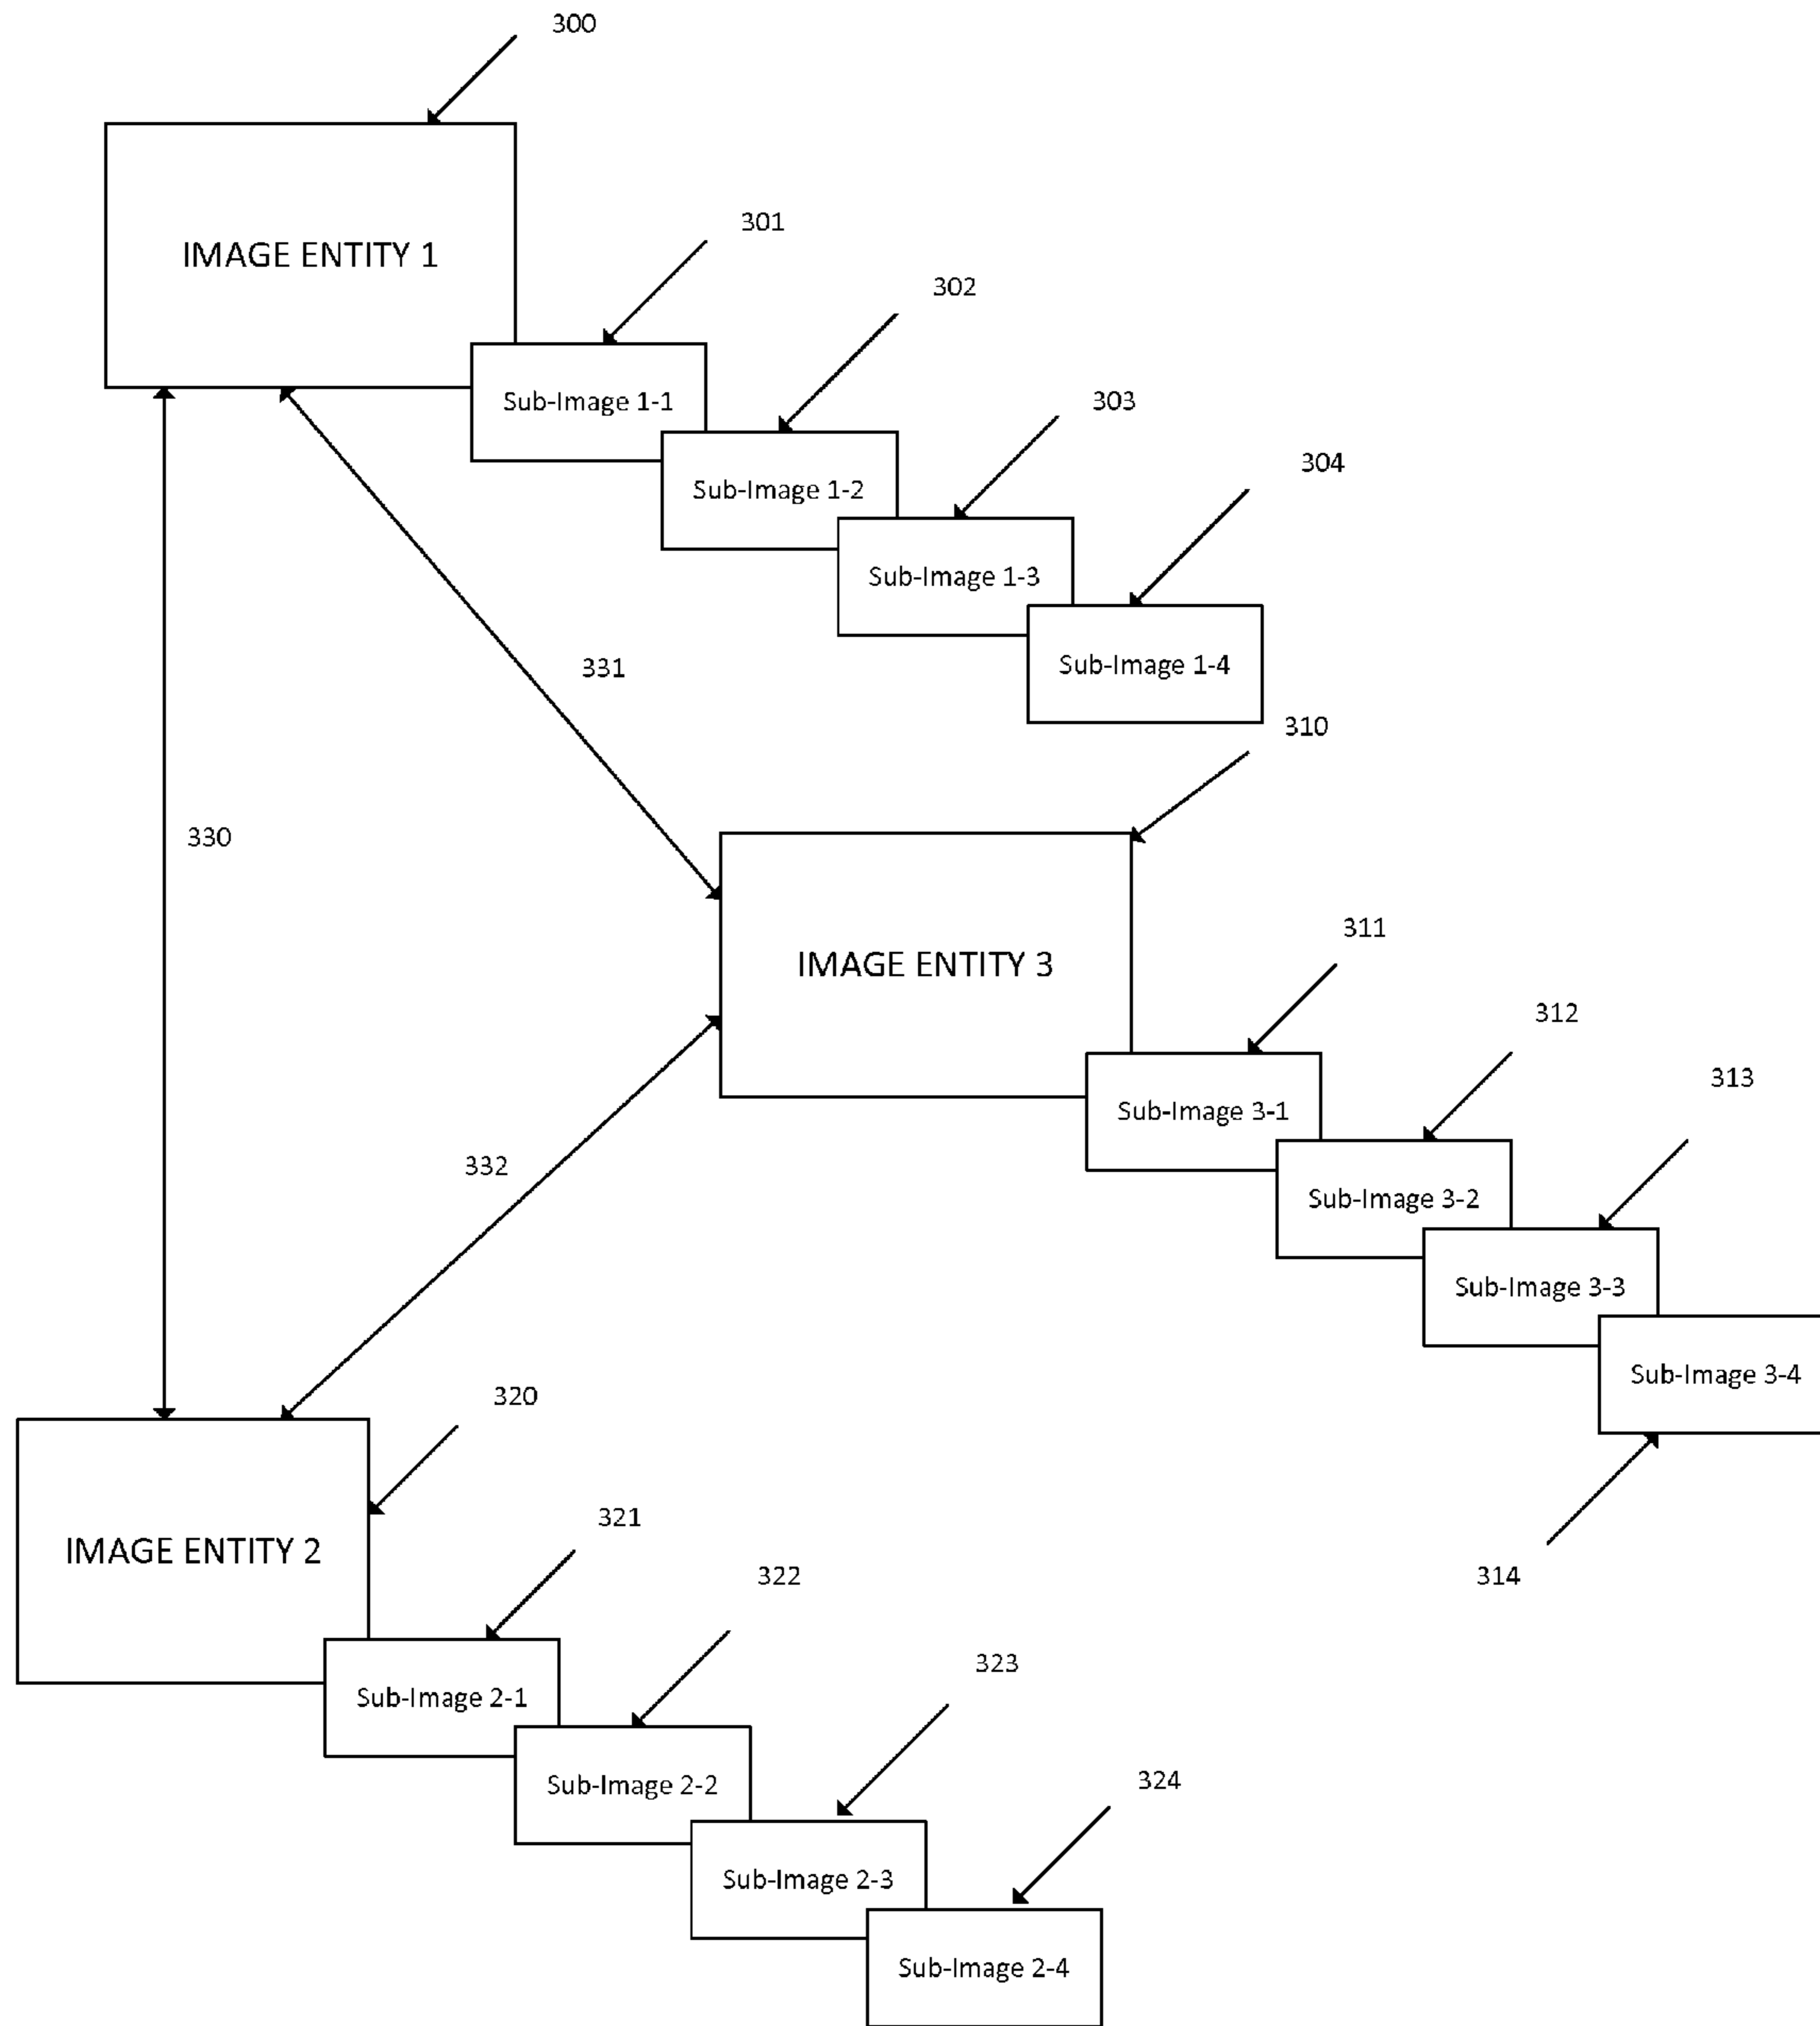 300
IMAGE ENTITY 1
301
302
Sub-Image 1-1
303
Sub-Image 1-2
304
Sub-Image 1-3
Sub-Image 1-4
331
310
330
IMAGE ENTITY 3
311
312
Sub-Image 3-1
313
332
Sub-Image 3-2
Sub-Image 3-3
Sub-Image 3-4
320
IMAGE ENTITY 2
321
322
314
323
Sub-Image 2-1
324
Sub-Image 2-2
Sub-Image 2-3
Sub-Image 2-4